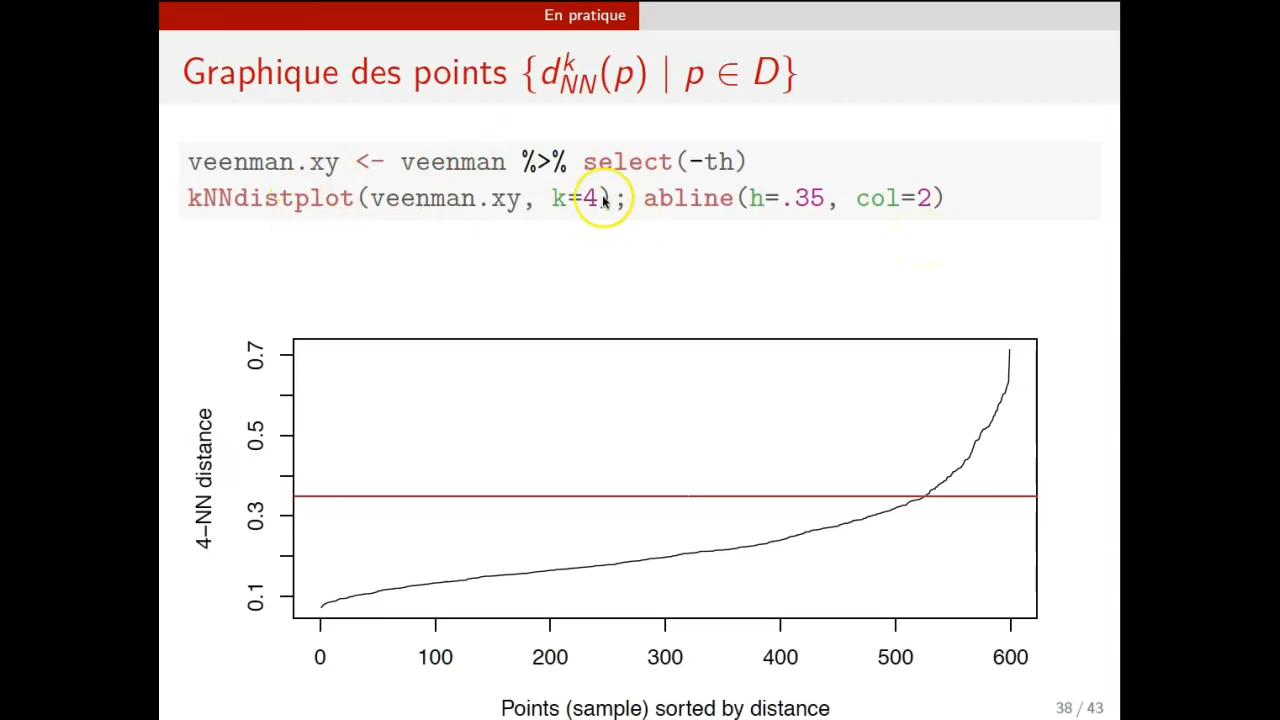 En pratique
Graphique des points {d^k_NN(p) | p ∈ D}
veenman.xy <- veenman %>% select(-th)
kNNdistplot(veenman.xy, k=4); abline(h=.35, col=2)
0.7
0.5
0.3
0.1
4−NN distance
0 100 200 300 400 500 600
Points (sample) sorted by distance
38 / 43